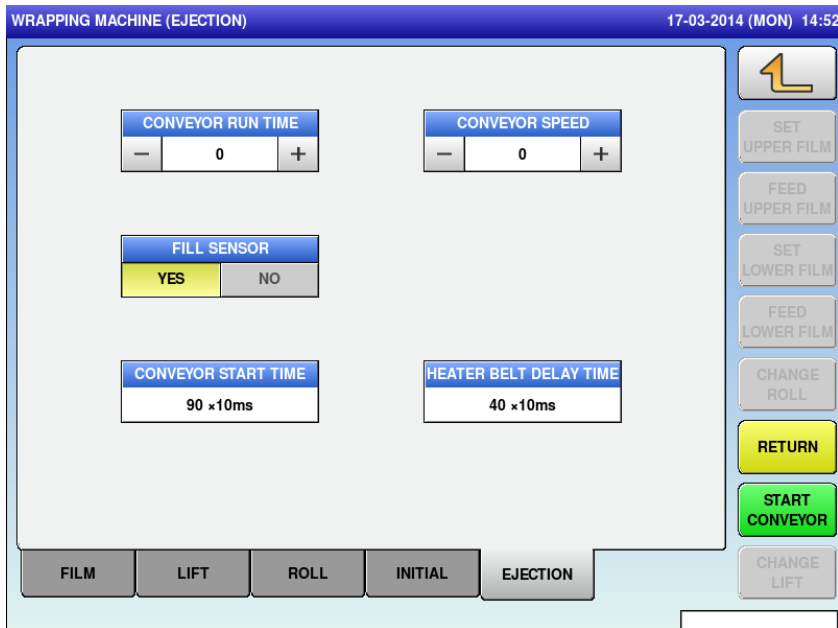 WRAPPING MACHINE (EJECTION)
17-03-2014 (MON) 14:52
CONVEYOR RUN TIME
CONVEYOR SPEED
− 0 +
− 0 +
FILL SENSOR
YES NO
CONVEYOR START TIME
HEATER BELT DELAY TIME
90 ×10ms
40 ×10ms
SET
UPPER FILM
FEED
UPPER FILM
SET
LOWER FILM
FEED
LOWER FILM
CHANGE
ROLL
RETURN
START
CONVEYOR
CHANGE
LIFT
FILM
LIFT
ROLL
INITIAL
EJECTION